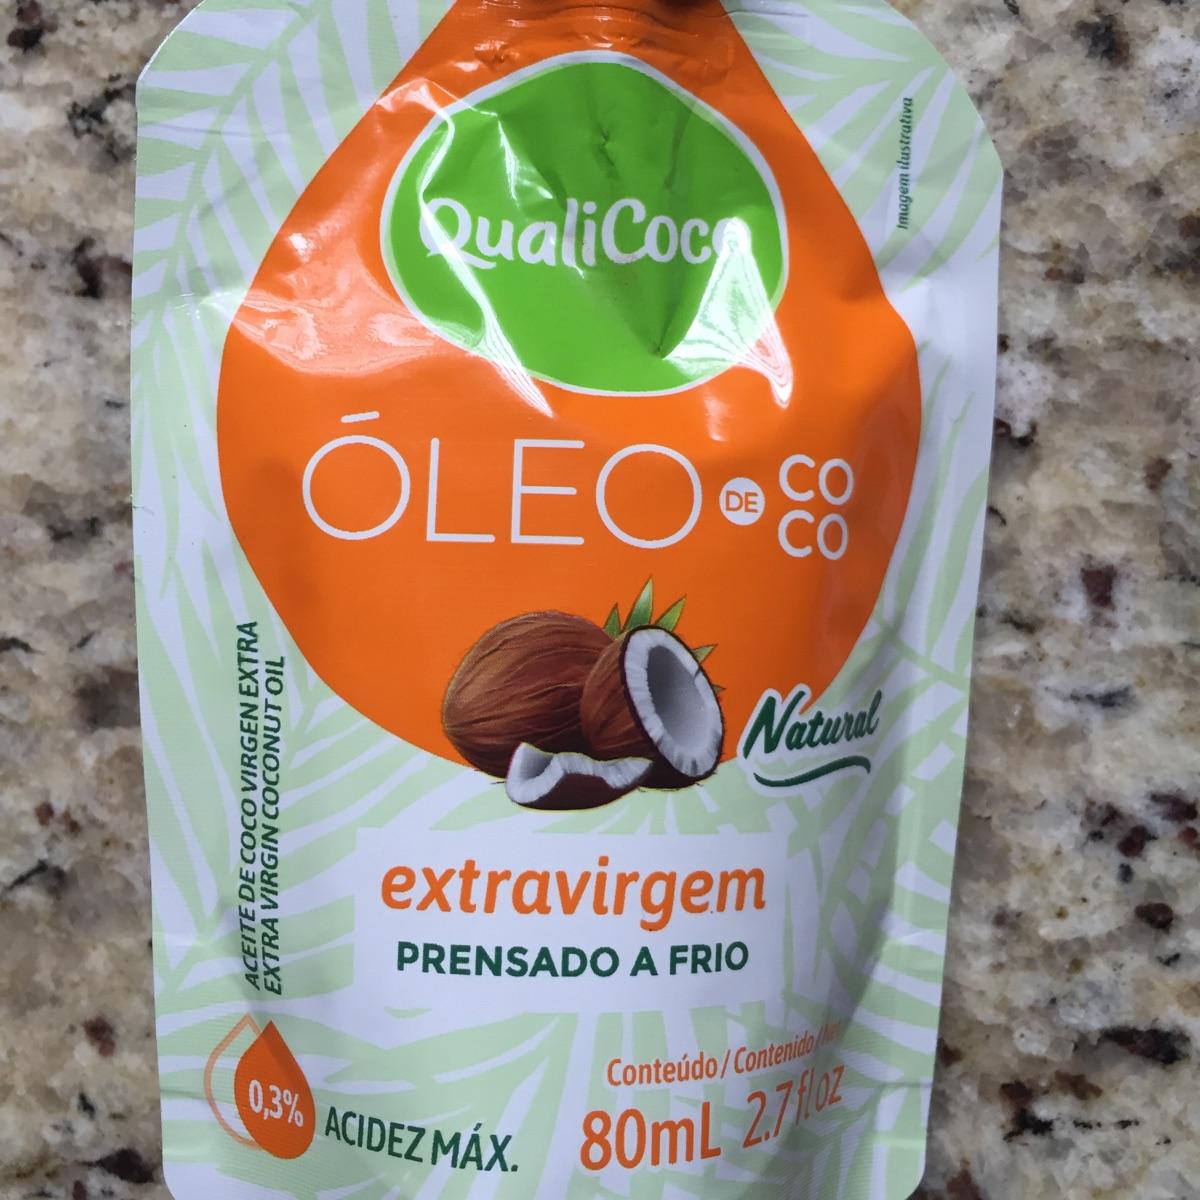 Imagem ilustrativa
QualiCoco
ÓLEO DE COCO
Natural
ACEITE DE COCO VIRGEN EXTRA
EXTRA VIRGIN COCONUT OIL
extravirgem
PRENSADO A FRIO
Conteúdo / Contenido /
80mL 2.7 fl oz
0,3% ACIDEZ MÁX.